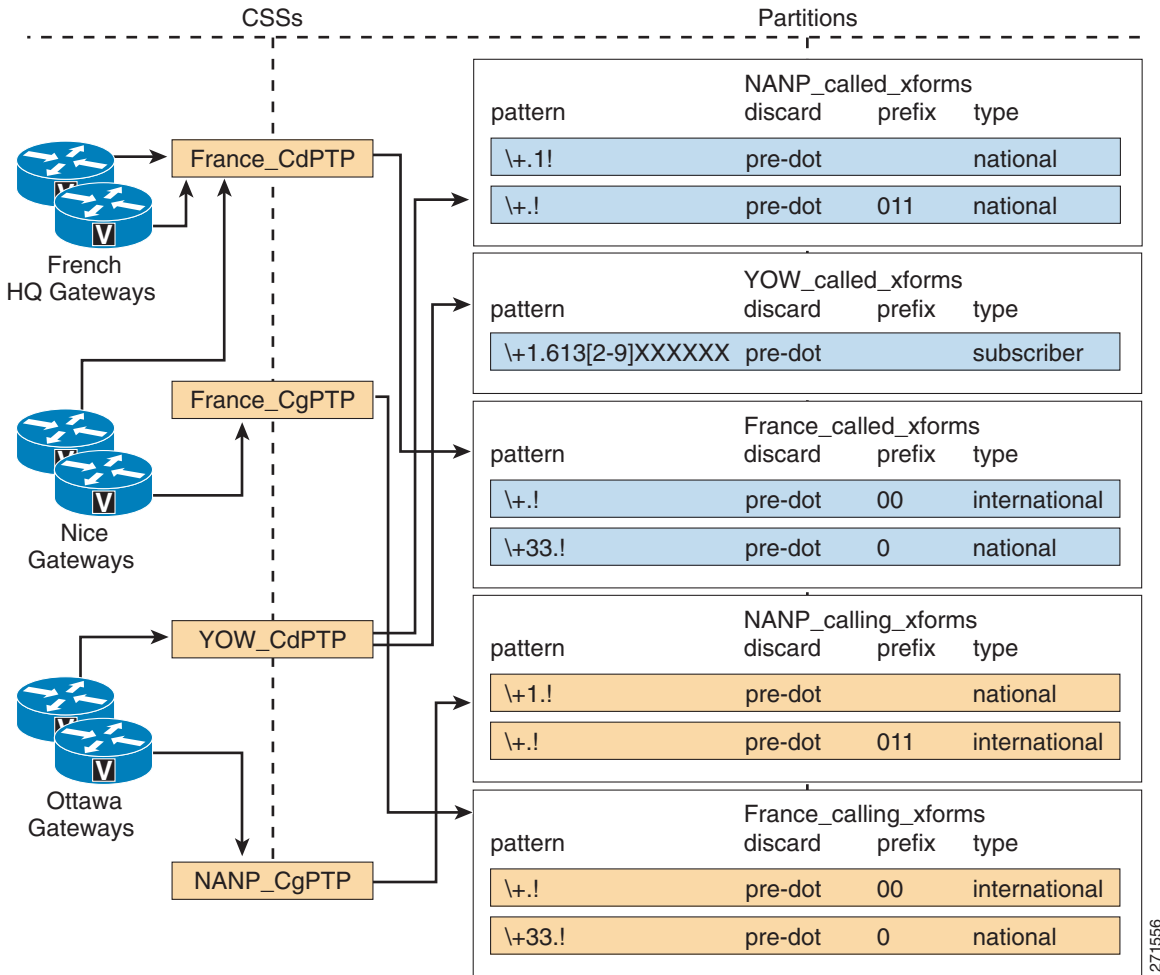 CSSs
Partitions
NANP_called_xforms
pattern discard prefix type
\+.1! pre-dot national
\+.! pre-dot 011 national
YOW_called_xforms
pattern discard prefix type
\+1.613[2-9]XXXXXX pre-dot subscriber
France_called_xforms
pattern discard prefix type
\+.! pre-dot 00 international
\+33.! pre-dot 0 national
NANP_calling_xforms
pattern discard prefix type
\+1.! pre-dot national
\+.! pre-dot 011 international
France_calling_xforms
pattern discard prefix type
\+.! pre-dot 00 international
\+33.! pre-dot 0 national
France_CdPTP
France_CgPTP
YOW_CdPTP
NANP_CgPTP
V
V
French
HQ Gateways
V
V
Nice
Gateways
V
V
Ottawa
Gateways
271556